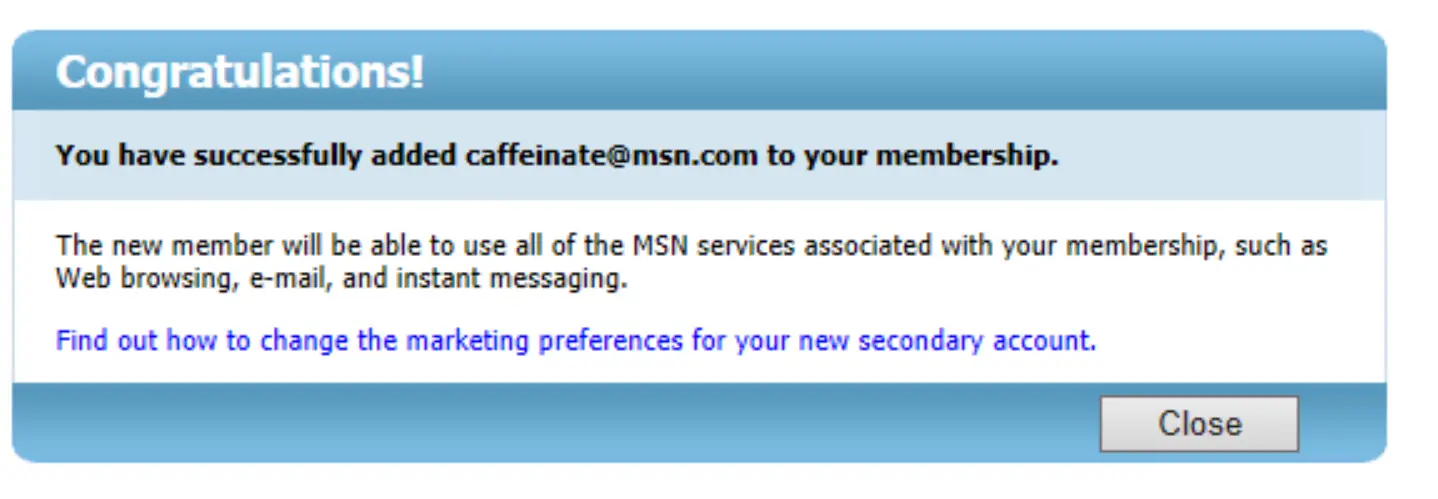 Congratulations!
You have successfully added caffeinate@msn.com to your membership.
The new member will be able to use all of the MSN services associated with your membership, such as
Web browsing, e-mail, and instant messaging.
Find out how to change the marketing preferences for your new secondary account.
Close